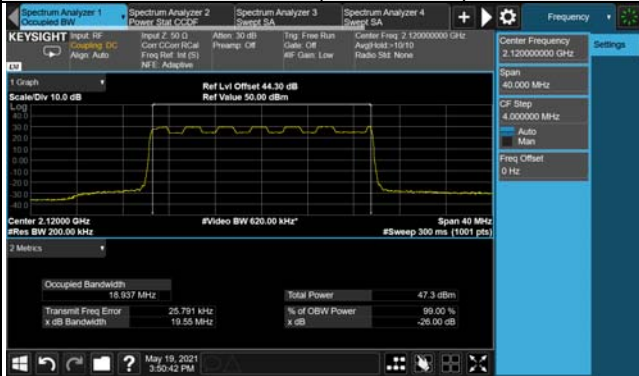 Spectrum Analyzer 1
Occupied BW
Spectrum Analyzer 2
Power Stat CCDF
Spectrum Analyzer 3
Swept SA
Spectrum Analyzer 4
Swept SA
Frequency
KEYSIGHT
Input: RF
Coupling: DC
Align: Auto
Input Z: 50 Ω
Corr CCorr RCal
Freq Ref: Int (S)
NFE: Adaptive
Atten: 30 dB
Preamp: Off
Trig: Free Run
Gate: Off
#IF Gain: Low
Center Freq: 2.120000000 GHz
Avg|Hold:>10/10
Radio Std: None
Center Frequency
2.120000000 GHz
Settings
Span
40.000 MHz
CF Step
4.000000 MHz
Auto
Man
Freq Offset
0 Hz
1 Graph
Scale/Div 10.0 dB
Ref Lvl Offset 44.30 dB
Ref Value 50.00 dBm
Log
40.0
30.0
20.0
10.0
0.00
-10.0
-20.0
-30.0
-40.0
Center 2.12000 GHz
#Res BW 200.00 kHz
#Video BW 620.00 kHz*
Span 40 MHz
#Sweep 300 ms (1001 pts)
2 Metrics
Occupied Bandwidth
18.937 MHz
Total Power
47.3 dBm
Transmit Freq Error
25.791 kHz
% of OBW Power
99.00 %
x dB Bandwidth
19.55 MHz
x dB
-26.00 dB
?
May 19, 2021
3:50:42 PM